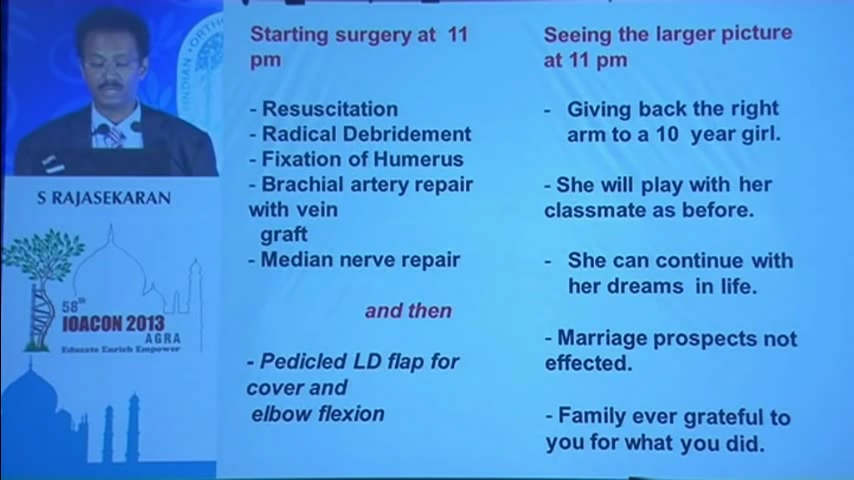 INDIAN ORTHO
S RAJASEKARAN
58th
IOACON 2013
AGRA
Educate Enrich Empower
Starting surgery at 11
pm
- Resuscitation
- Radical Debridement
- Fixation of Humerus
- Brachial artery repair
with vein
graft
- Median nerve repair
and then
- Pedicled LD flap for
cover and
elbow flexion
Seeing the larger picture
at 11 pm
- Giving back the right
arm to a 10 year girl.
- She will play with her
classmate as before.
- She can continue with
her dreams in life.
- Marriage prospects not
effected.
- Family ever grateful to
you for what you did.